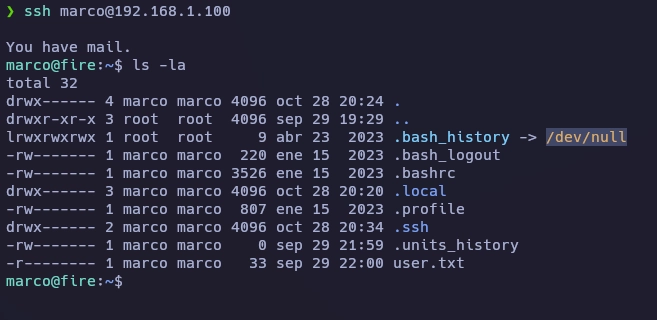 ❯ ssh marco@192.168.1.100
You have mail.
marco@fire:~$ ls -la
total 32
drwx------ 4 marco marco 4096 oct 28 20:24 .
drwxr-xr-x 3 root  root  4096 sep 29 19:29 ..
lrwxrwxrwx 1 root  root     9 abr 23  2023 .bash_history -> /dev/null
-rw------- 1 marco marco  220 ene 15  2023 .bash_logout
-rw------- 1 marco marco 3526 ene 15  2023 .bashrc
drwx------ 3 marco marco 4096 oct 28 20:20 .local
-rw------- 1 marco marco  807 ene 15  2023 .profile
drwx------ 2 marco marco 4096 oct 28 20:34 .ssh
-rw------- 1 marco marco    0 sep 29 21:59 .units_history
-r-------- 1 marco marco   33 sep 29 22:00 user.txt
marco@fire:~$